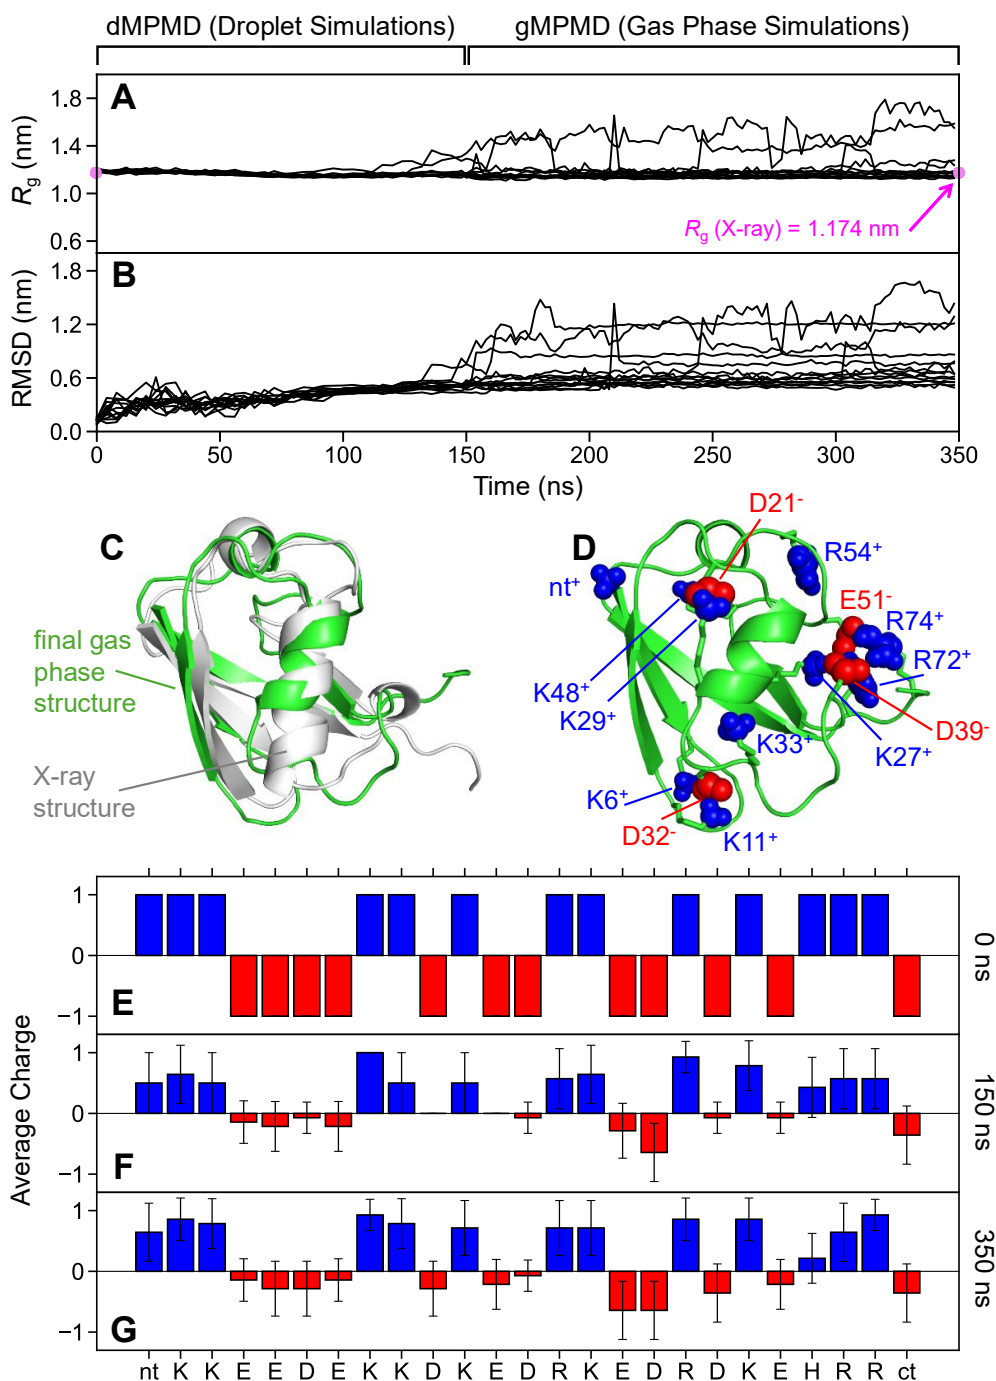 dMPMD (Droplet Simulations)
gMPMD (Gas Phase Simulations)
A
1.8
1.4
1.0
0.6
Rg (nm)
Rg (X-ray) = 1.174 nm
B
1.8
1.2
0.6
0.0
RMSD (nm)
0 50 100 150 200 250 300 350
Time (ns)
C
final gas
phase
structure
X-ray
structure
D
D21-
R54+
nt+
E51-
R74+
R72+
K48+
K29+
D39-
K33+
K27+
K6+
D32-
K11+
Average Charge
1
0
−1
E
0 ns
1
0
−1
F
150 ns
1
0
−1
G
350 ns
nt K K E E D E K K D K E D R K E D R D K E H R R ct